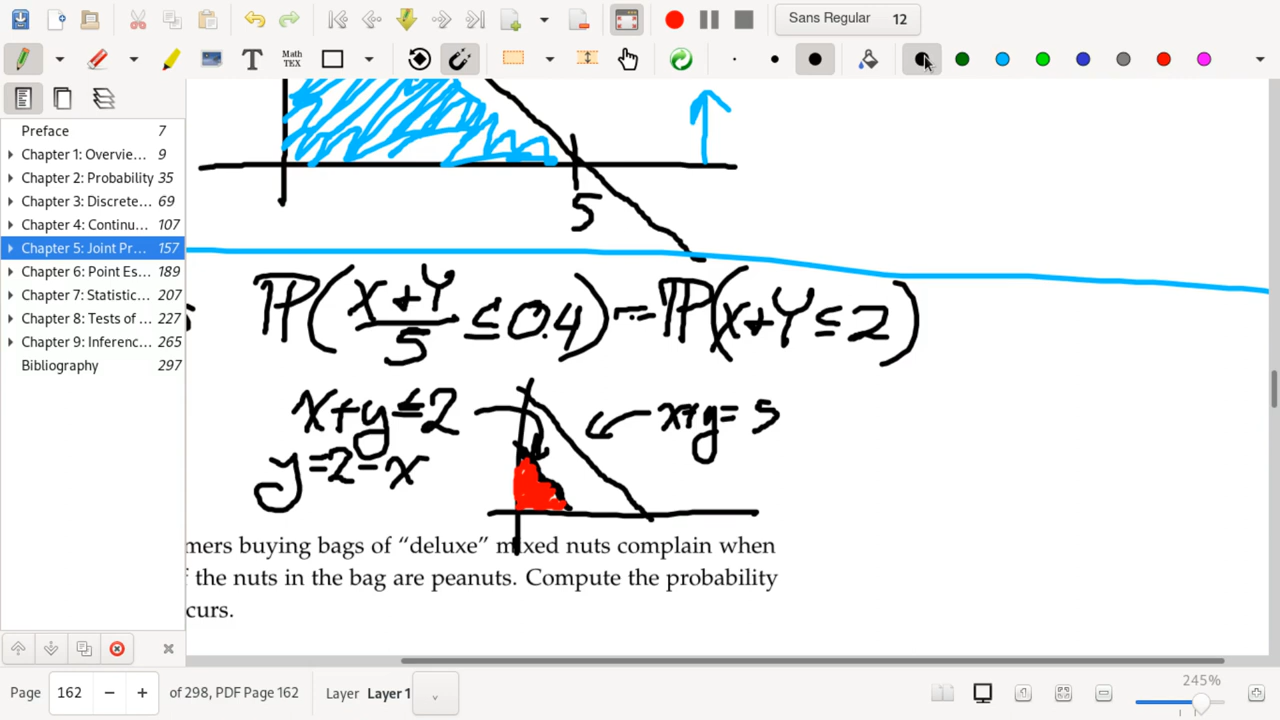 Sans Regular 12
Math
TEX
Preface 7
Chapter 1: Overvie... 9
Chapter 2: Probability 35
Chapter 3: Discrete... 69
Chapter 4: Continu... 107
Chapter 5: Joint Pr... 157
Chapter 6: Point Es... 189
Chapter 7: Statistic... 207
Chapter 8: Tests of ... 227
Chapter 9: Inferenc... 265
Bibliography 297
5
ℙ(X+Y/5 ≤ 0.4) = ℙ(X+Y ≤ 2)
x+y ≤ 2
x+y = 5
y = 2 - x
mers buying bags of “deluxe” mixed nuts complain when
f the nuts in the bag are peanuts. Compute the probability
curs.
Page 162 of 298, PDF Page 162
Layer Layer 1
245%